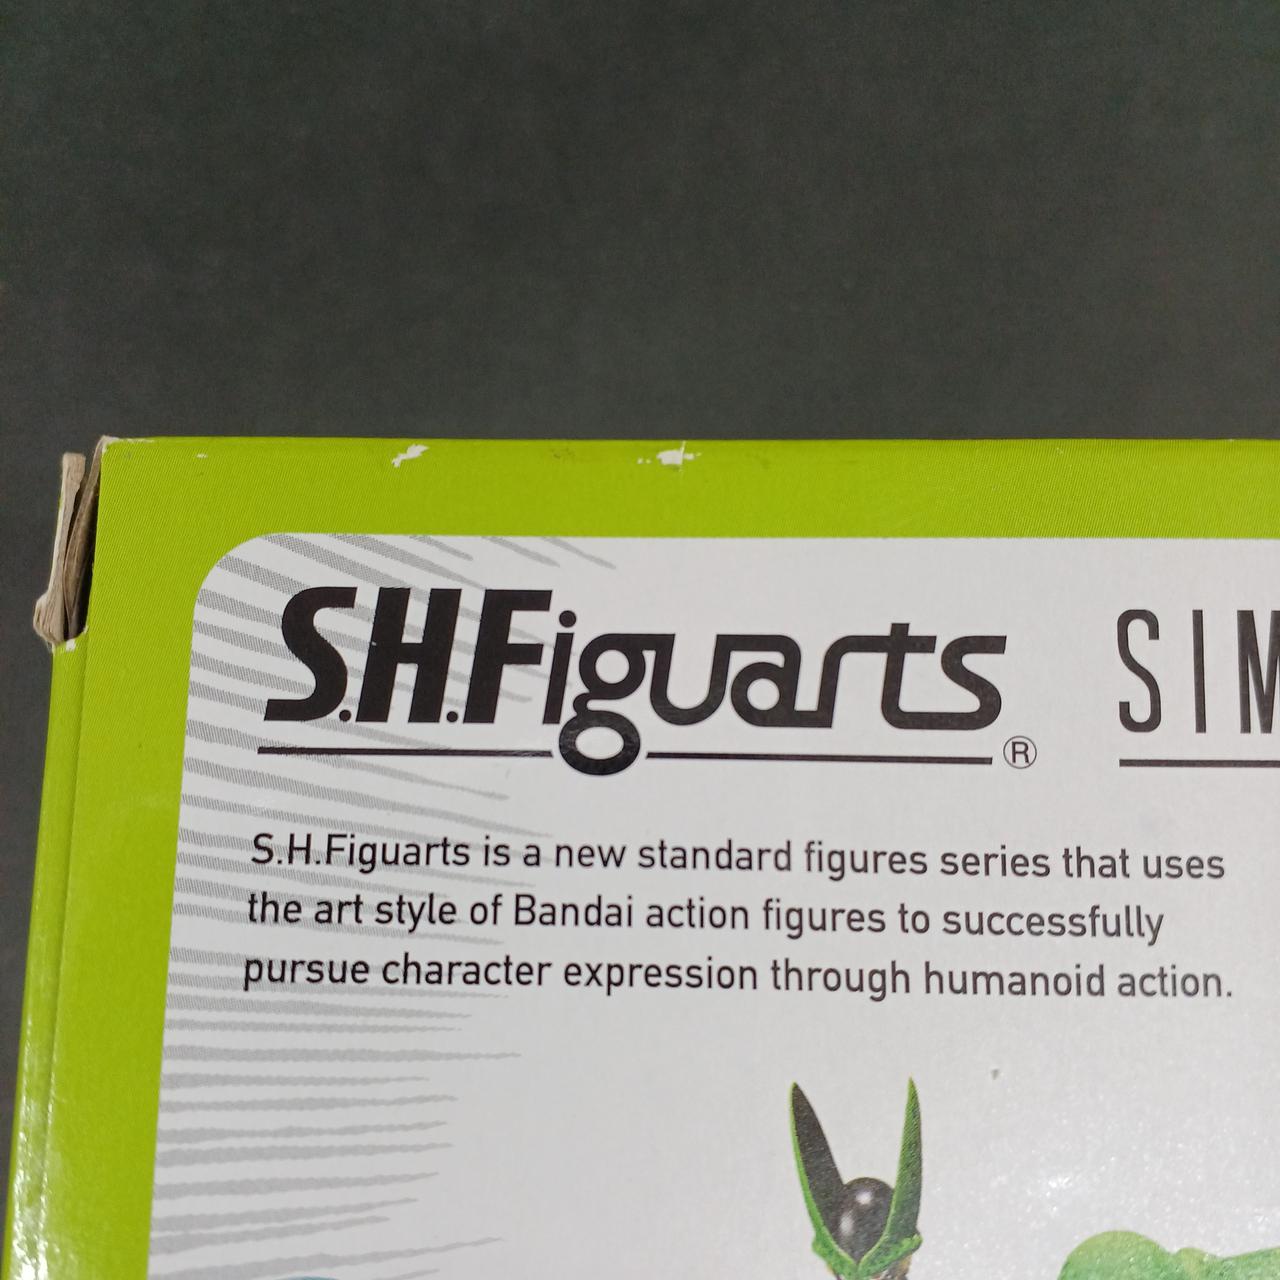 S.H.Figuarts® SIM
S.H.Figuarts is a new standard figures series that uses
the art style of Bandai action figures to successfully
pursue character expression through humanoid action.